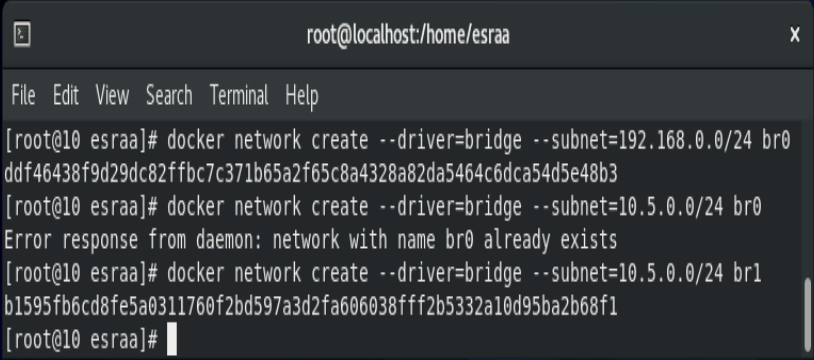 root@localhost:/home/esraa x
File Edit View Search Terminal Help
[root@10 esraa]# docker network create --driver=bridge --subnet=192.168.0.0/24 br0
ddf46438f9d29dc82ffbc7c371b65a2f65c8a4328a82da5464c6dca54d5e48b3
[root@10 esraa]# docker network create --driver=bridge --subnet=10.5.0.0/24 br0
Error response from daemon: network with name br0 already exists
[root@10 esraa]# docker network create --driver=bridge --subnet=10.5.0.0/24 br1
b1595fb6cd8fe5a0311760f2bd597a3d2fa606038fff2b5332a10d95ba2b68f1
[root@10 esraa]#